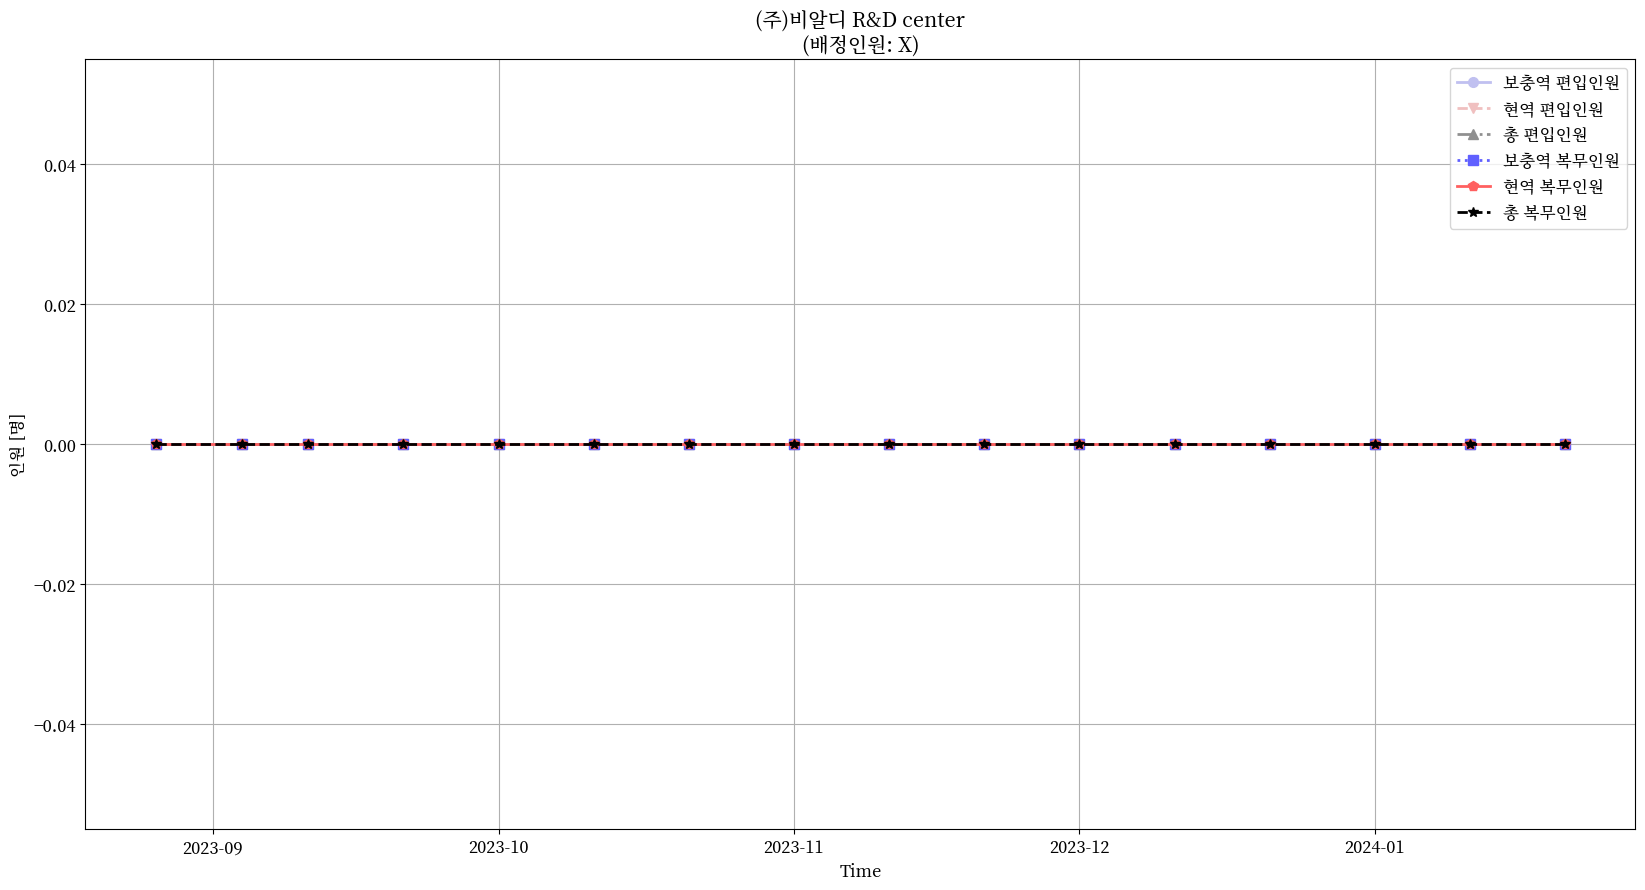 (주)비알디 R&D center
(배정인원: X)
보충역 편입인원
현역 편입인원
총 편입인원
보충역 복무인원
현역 복무인원
총 복무인원
인원 [명]
0.04
0.02
0.00
−0.02
−0.04
2023-09
2023-10
2023-11
2023-12
2024-01
Time